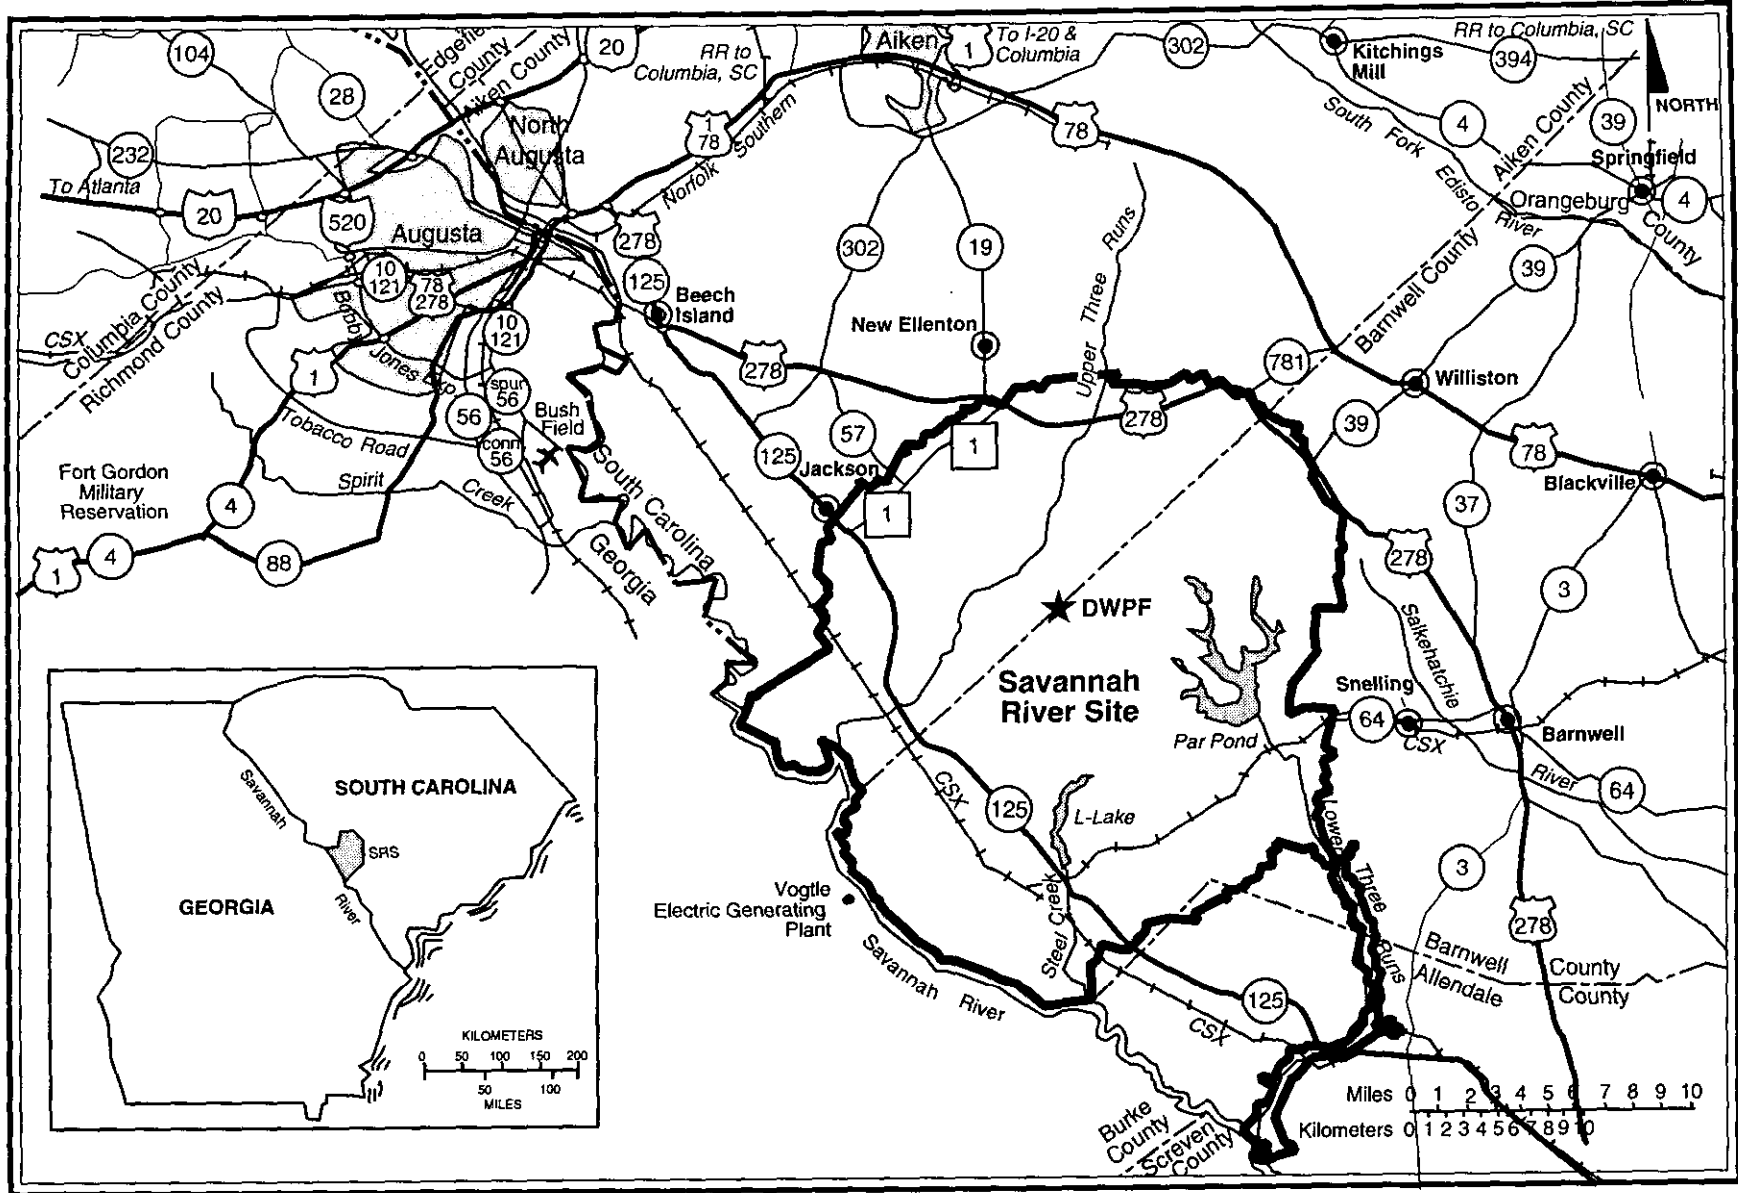 104
28
Edgefield
County
Aiken County
20
RR to
Columbia, SC
Aiken
1
To I-20 &
Columbia
302
Kitchings
Mill
RR to Columbia, SC
394
NORTH
232
To Atlanta
20
520
North
Augusta
Augusta
1
78
Norfolk Southern
78
South Fork Edisto River
4
39
Aiken County
Springfield
Orangeburg
County
4
278
125
Beech
Island
302
19
New Ellenton
Upper Three Runs
Barnwell County
39
Columbia County
Richmond County
CSX
10
121
78
278
10
121
Bobby Jones Exp
1
spur
56
56
conn
56
Bush
Field
Tobacco Road
Spirit Creek
Fort Gordon
Military
Reservation
4
1
4
88
South Carolina
Georgia
278
57
125
Jackson
1
1
278
781
Williston
39
78
Blackville
37
278
3
DWPF
Savannah
River Site
Par Pond
Salkehatchie
River
Snelling
64
CSX
Barnwell
64
CSX
125
L-Lake
Lower Three Runs
Steel Creek
Vogtle
Electric Generating
Plant
Savannah River
3
278
Barnwell County
Allendale County
125
CSX
Burke
County
Screven
County
Miles 0 1 2 3 4 5 6 7 8 9 10
Kilometers 0 1 2 3 4 5 6 7 8 9 10
SOUTH CAROLINA
Savannah
River
SRS
GEORGIA
KILOMETERS
0 50 100 150 200
50 100
MILES